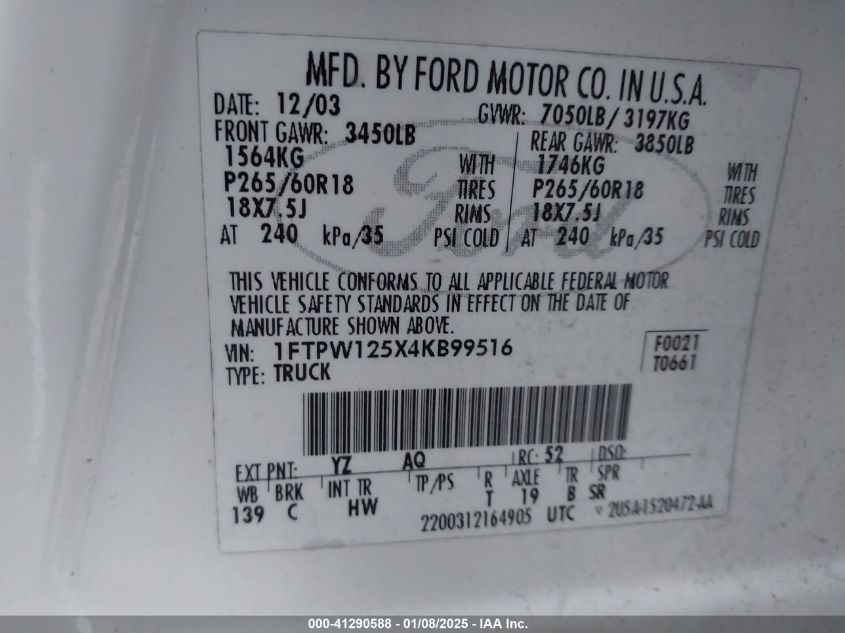 MFD. BY FORD MOTOR CO. IN U.S.A.
DATE: 12/03 GVWR: 7050LB/ 3197KG
FRONT GAWR: 3450LB REAR GAWR: 3850LB
1564KG WITH 1746KG WITH
P265/60R18 TIRES P265/60R18 TIRES
18X7.5J RIMS 18X7.5J RIMS
AT 240 kPa/35 PSI COLD AT 240 kPa/35 PSI COLD
Ford
THIS VEHICLE CONFORMS TO ALL APPLICABLE FEDERAL MOTOR
VEHICLE SAFETY STANDARDS IN EFFECT ON THE DATE OF
MANUFACTURE SHOWN ABOVE.
VIN: 1FTPW125X4KB99516 F0021
TYPE: TRUCK T0661
EXT PNT: YZ AQ RC: 52 DSO:
WB BRK INT TR TP/PS R AXLE TR SPR
139 C HW T 19 B SR
2200312164905 UTC 2U5A-1520472-AA
000-41290588 - 01/08/2025 - IAA Inc.